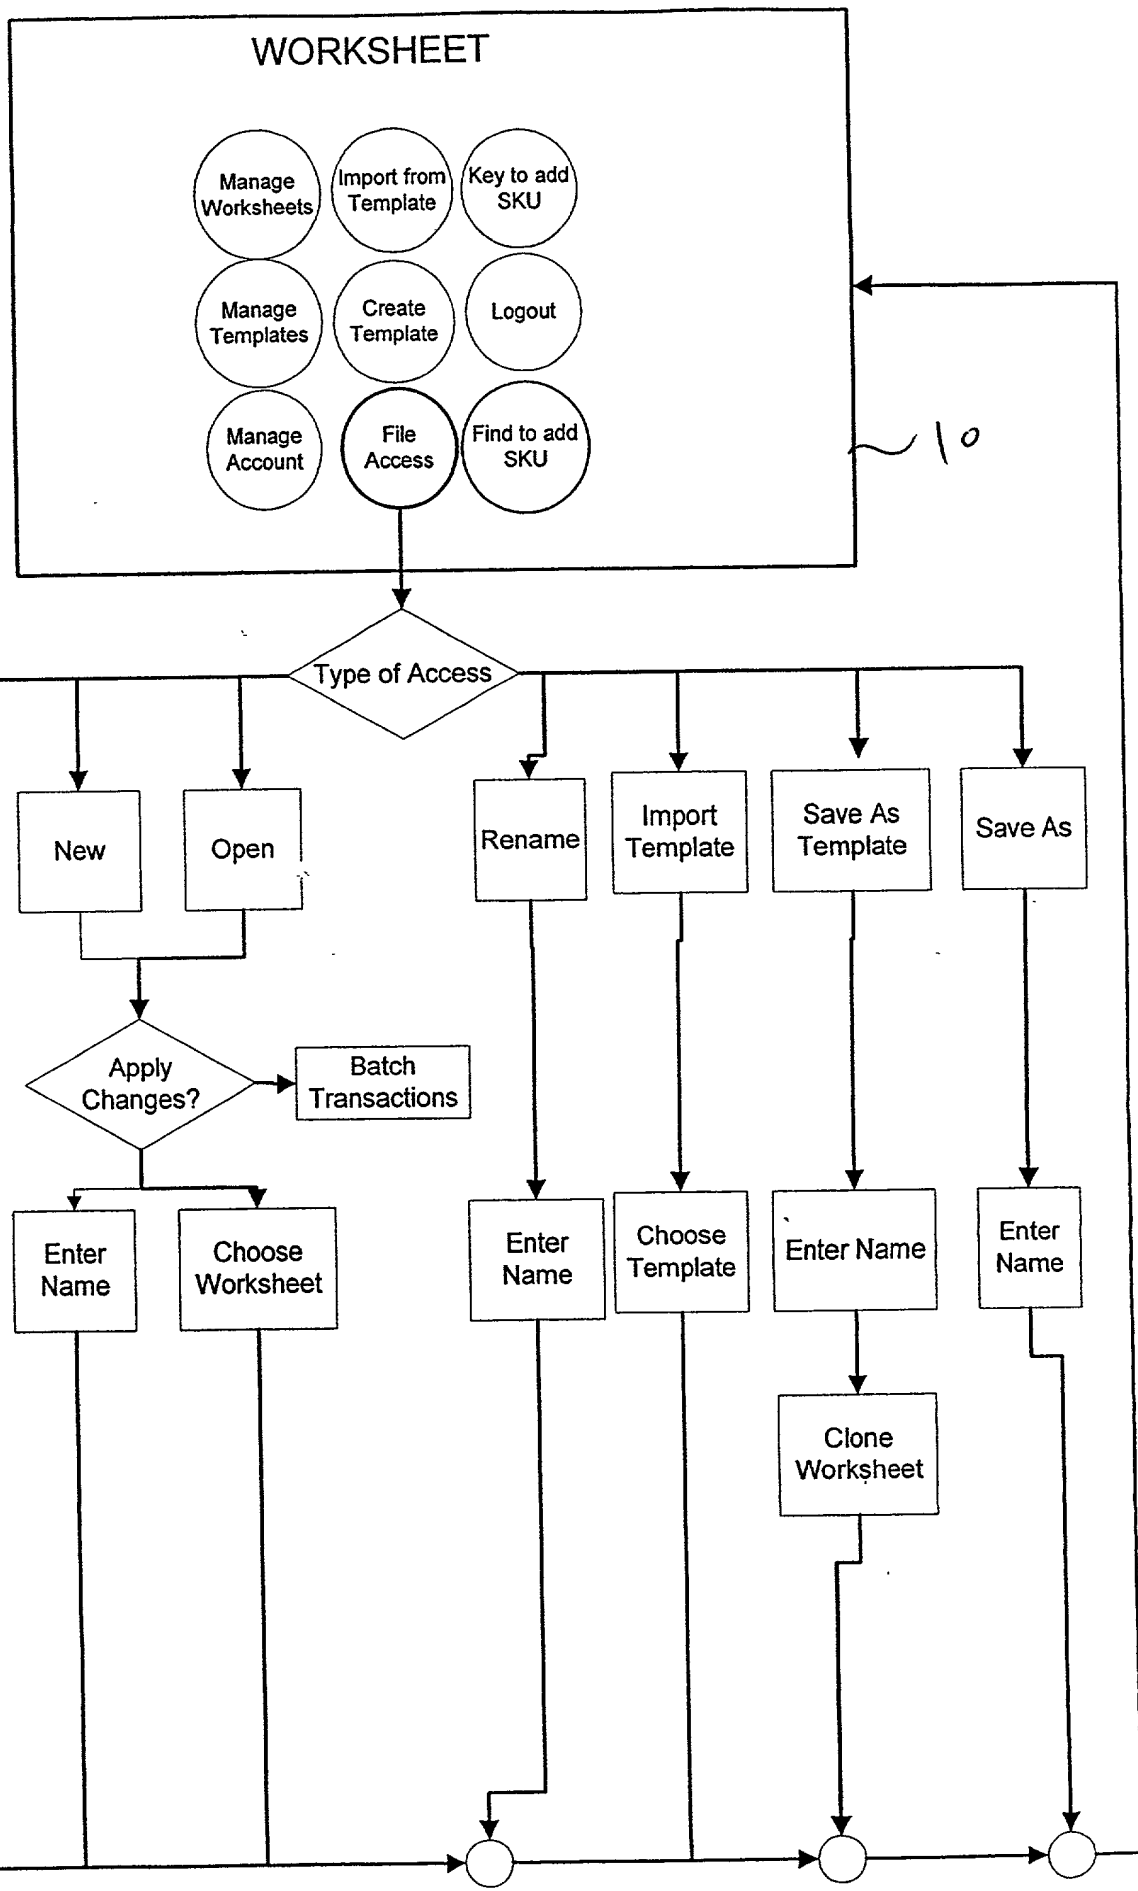 WORKSHEET
Manage
Worksheets
Import from
Template
Key to add
SKU
Manage
Templates
Create
Template
Logout
Manage
Account
File
Access
Find to add
SKU
10
Type of Access
New
Open
Rename
Import
Template
Save As
Template
Save As
Apply
Changes?
Batch
Transactions
Enter
Name
Choose
Worksheet
Enter
Name
Choose
Template
Enter Name
Enter
Name
Clone
Worksheet